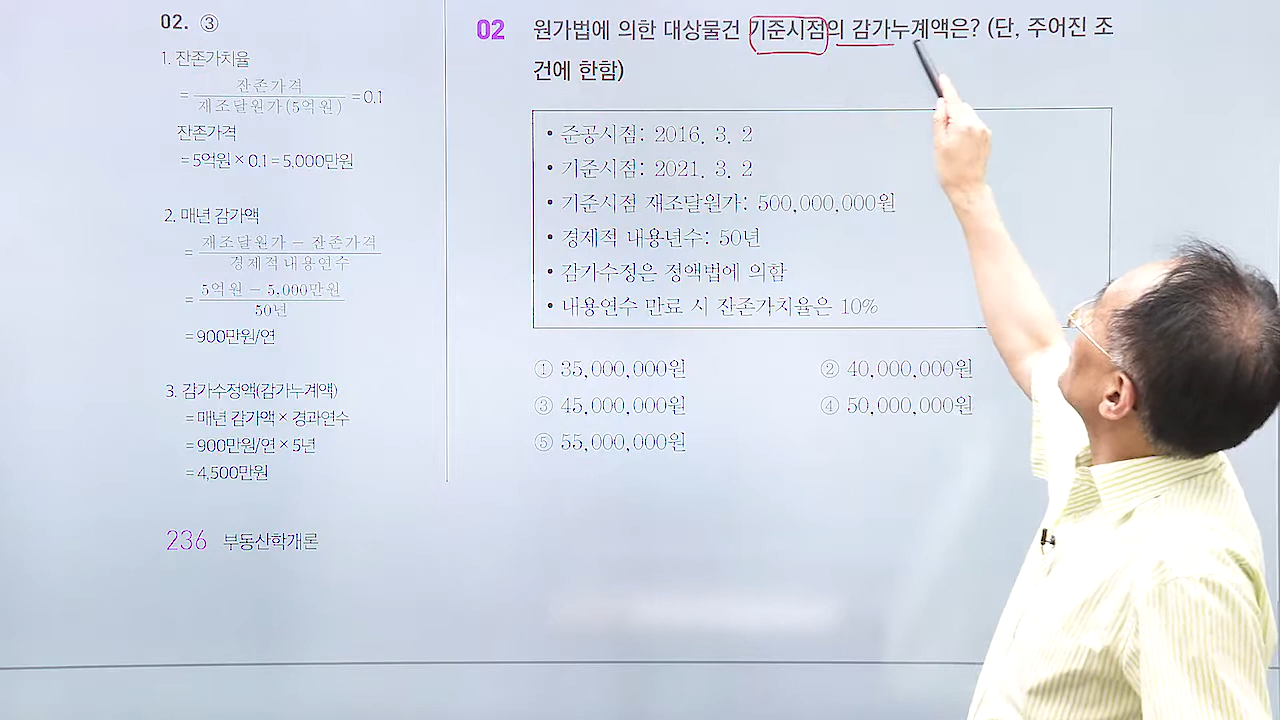 02. ③
1. 잔존가치율
= 잔존가격 / 재조달원가(5억원) = 0.1
잔존가격
= 5억원 × 0.1 = 5,000만원
2. 매년 감가액
= 재조달원가 - 잔존가격 / 경제적내용연수
= 5억원 - 5,000만원 / 50년
= 900만원/연
3. 감가수정액(감가누계액)
= 매년 감가액 × 경과연수
= 900만원/연 × 5년
= 4,500만원
236 부동산학개론
02 원가법에 의한 대상물건 기준시점의 감가누계액은? (단, 주어진 조
건에 한함)
• 준공시점: 2016. 3. 2
• 기준시점: 2021. 3. 2
• 기준시점 재조달원가: 500,000,000원
• 경제적 내용년수: 50년
• 감가수정은 정액법에 의함
• 내용연수 만료 시 잔존가치율은 10%
① 35,000,000원 ② 40,000,000원
③ 45,000,000원 ④ 50,000,000원
⑤ 55,000,000원